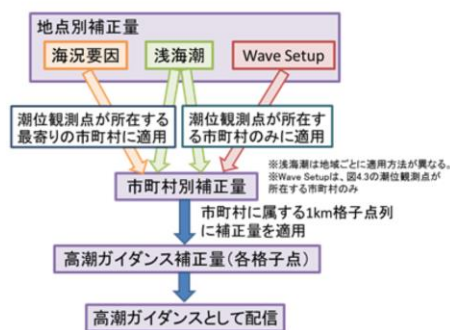 地点別補正量
海況要因
浅海潮
Wave Setup
潮位観測点が所在する
最寄りの市町村に適用
潮位観測点が所在す
る市町村のみに適用
※浅海潮は地域ごとに適用方法が異なる。
※Wave Setupは、図4.3の潮位観測点が
所在する市町村のみ
市町村別補正量
市町村に属する1km格子点列
に補正量を適用
高潮ガイダンス補正量(各格子点)
高潮ガイダンスとして配信